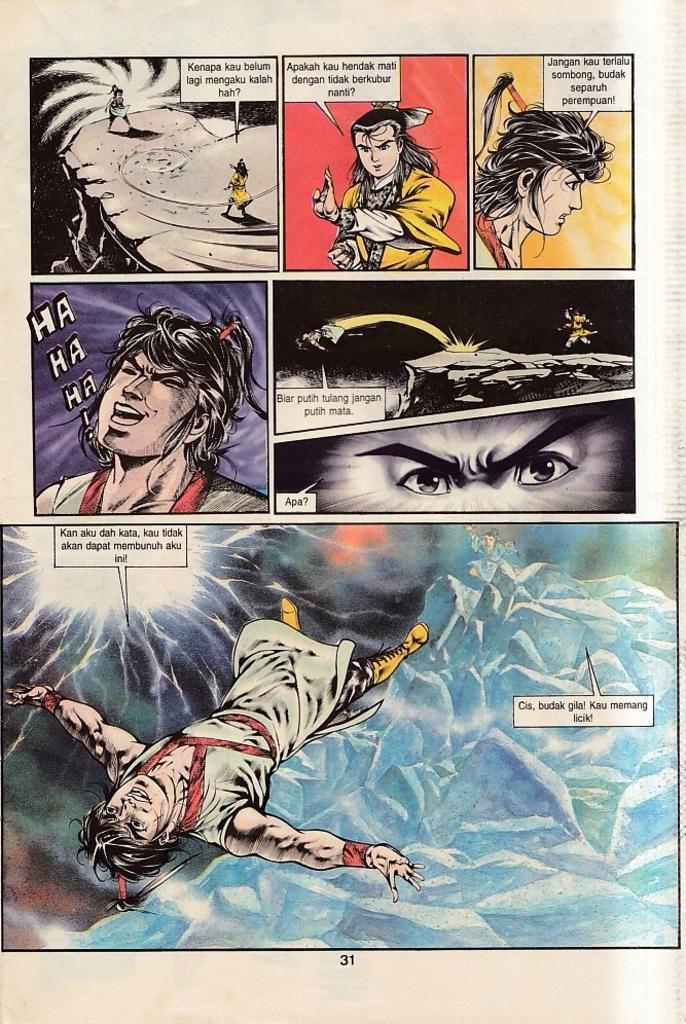 Kenapa kau belum
lagi mengaku kalah
hah?
Apakah kau hendak mati
dengan tidak berkubur
nanti?
Jangan kau terlalu
sombong, budak
separuh
perempuan!
HA
HA
HA
Biar putih tulang jangan
putih mata.
Apa?
Kan aku dah kata, kau tidak
akan dapat membunuh aku
ini!
Cis, budak gila! Kau memang
licik!
31